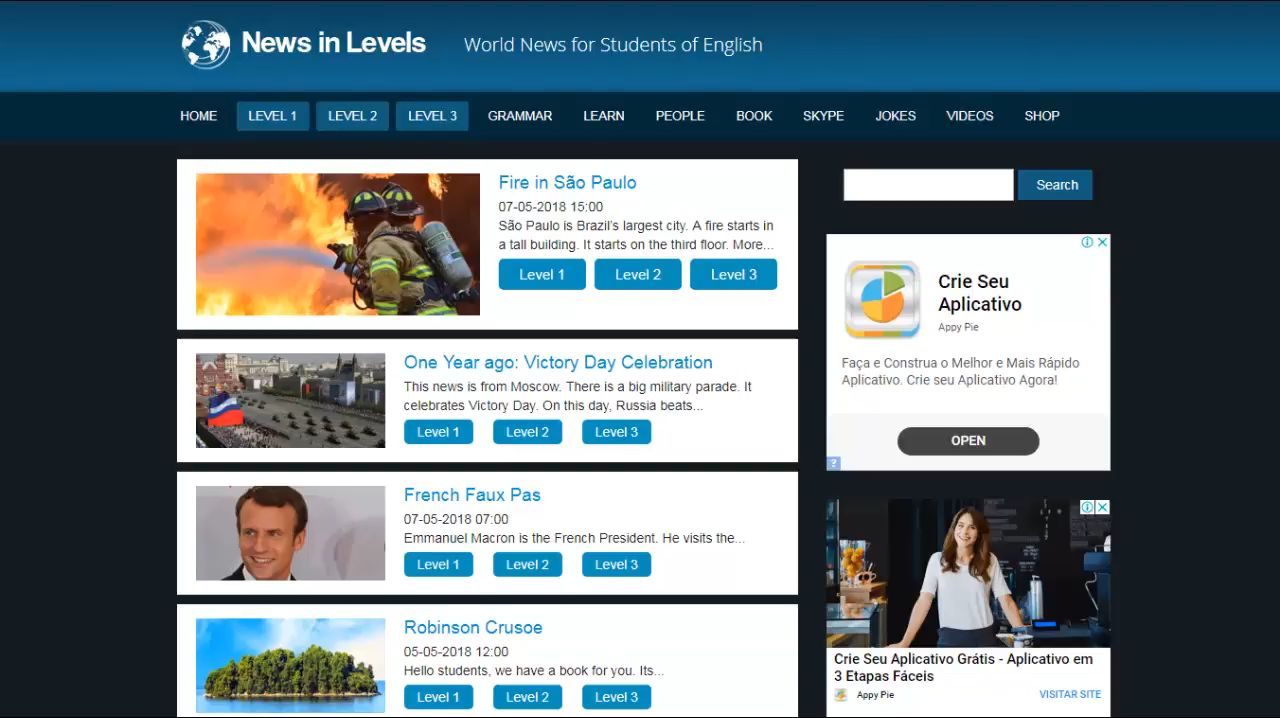 News in Levels
World News for Students of English
HOME LEVEL 1 LEVEL 2 LEVEL 3 GRAMMAR LEARN PEOPLE BOOK SKYPE JOKES VIDEOS SHOP
Fire in São Paulo
07-05-2018 15:00
São Paulo is Brazil's largest city. A fire starts in
a tall building. It starts on the third floor. More...
Level 1 Level 2 Level 3
One Year ago: Victory Day Celebration
This news is from Moscow. There is a big military parade. It
celebrates Victory Day. On this day, Russia beats...
Level 1 Level 2 Level 3
French Faux Pas
07-05-2018 07:00
Emmanuel Macron is the French President. He visits the...
Level 1 Level 2 Level 3
Robinson Crusoe
05-05-2018 12:00
Hello students, we have a book for you. Its...
Level 1 Level 2 Level 3
Search
Crie Seu
Aplicativo
Appy Pie
Faça e Construa o Melhor e Mais Rápido
Aplicativo. Crie seu Aplicativo Agora!
OPEN
?
Crie Seu Aplicativo Grátis - Aplicativo em
3 Etapas Fáceis
Appy Pie VISITAR SITE